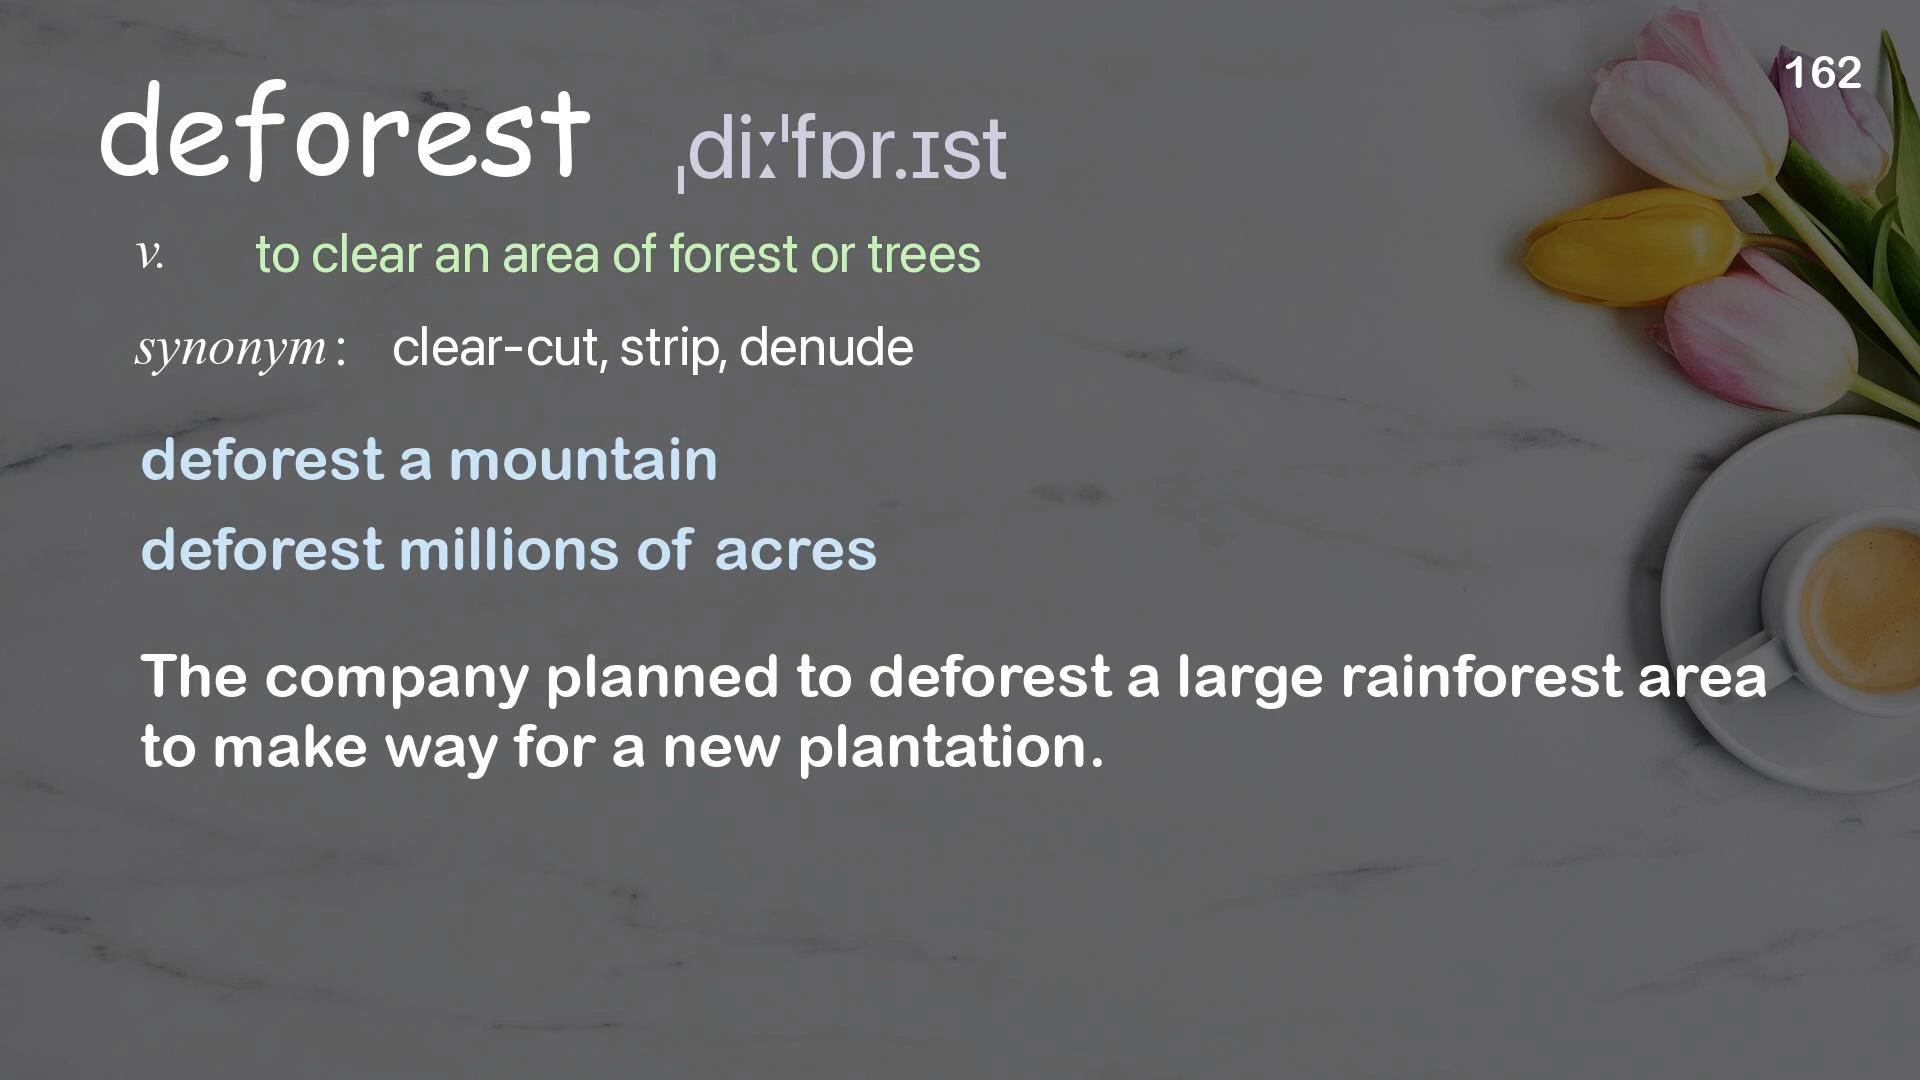 162
deforest ˌdiːˈfɒr.ɪst
v. to clear an area of forest or trees
synonym: clear-cut, strip, denude
deforest a mountain
deforest millions of acres
The company planned to deforest a large rainforest area
to make way for a new plantation.